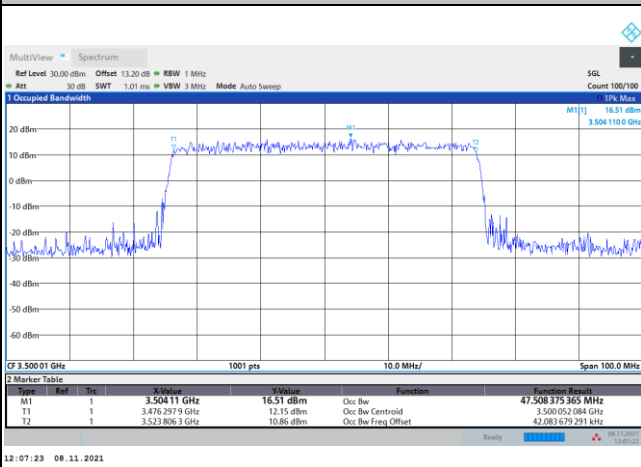 MultiView Spectrum
Ref Level 30.00 dBm Offset 13.20 dB RBW 1 MHz SGL
Att 30 dB SWT 1.01 ms VBW 3 MHz Mode Auto Sweep Count 100/100
1 Occupied Bandwidth 1Pk Max
M1[1] 16.51 dBm
3.504 110 0 GHz
20 dBm
T1 M1 T2
10 dBm
0 dBm
-10 dBm
-20 dBm
-30 dBm
-40 dBm
-50 dBm
-60 dBm
CF 3.500 01 GHz 1001 pts 10.0 MHz/ Span 100.0 MHz
2 Marker Table
Type Ref Trc X-Value Y-Value Function Function Result
M1 1 3.504 11 GHz 16.51 dBm Occ Bw 47.508 375 365 MHz
T1 1 3.476 297 9 GHz 12.15 dBm Occ Bw Centroid 3.500 052 084 GHz
T2 1 3.523 806 3 GHz 10.86 dBm Occ Bw Freq Offset 42.083 679 291 kHz
Ready 08.11.2021
12:07:22
12:07:23 08.11.2021